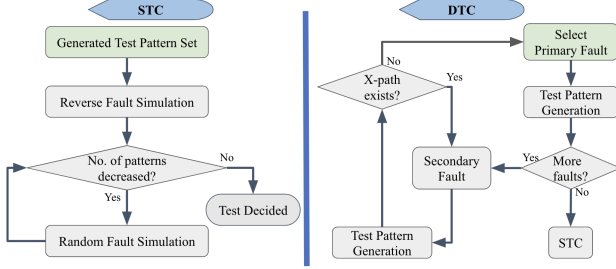 STC
Generated Test Pattern Set
Reverse Fault Simulation
No. of patterns
decreased?
No
Yes
Test Decided
Random Fault Simulation
DTC
Select
Primary Fault
No
X-path
exists?
Yes
Test Pattern
Generation
Secondary
Fault
Yes
More
faults?
No
Test Pattern
Generation
STC